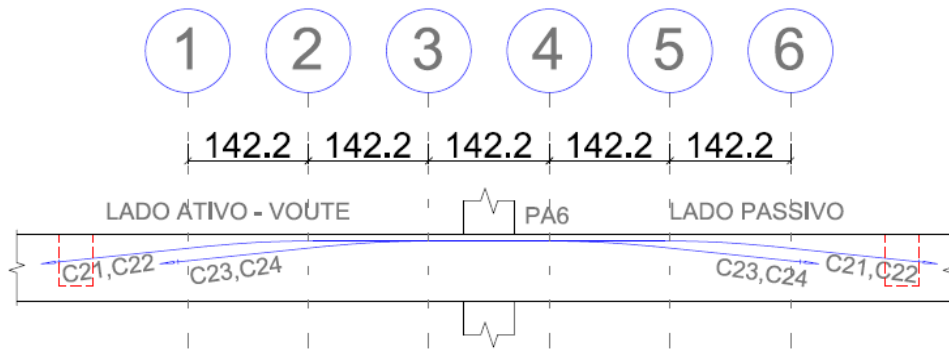 1 2 3 4 5 6
142.2 142.2 142.2 142.2 142.2
LADO ATIVO - VOUTE PA6 LADO PASSIVO
C21,C22 C23,C24 C23,C24 C21,C22